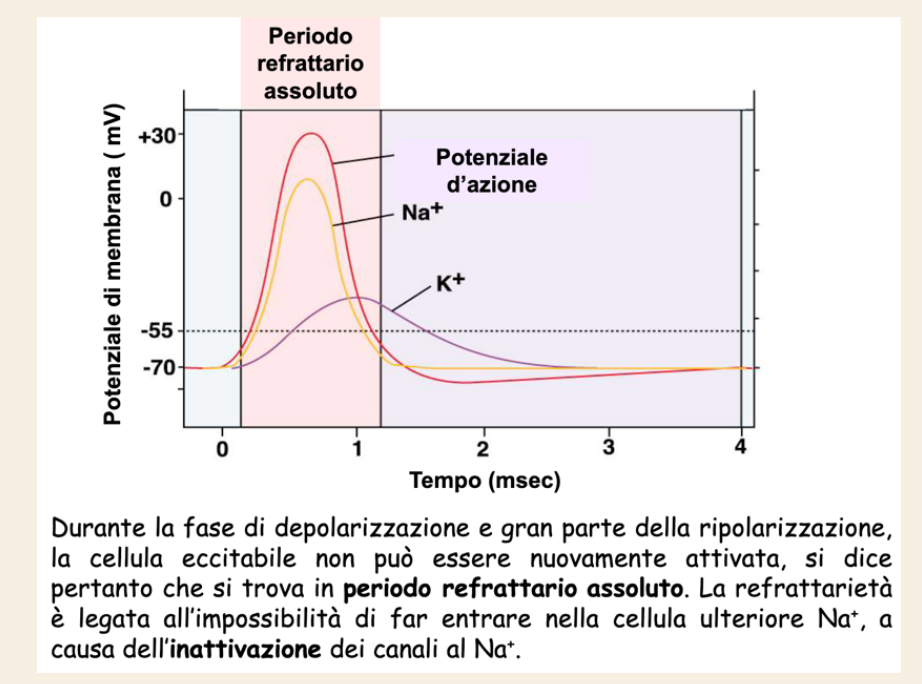 Periodo
refrattario
assoluto
Potenziale di membrana ( mV)
+30
0
-55
-70
Potenziale
d'azione
Na+
K+
0 1 2 3 4
Tempo (msec)
Durante la fase di depolarizzazione e gran parte della ripolarizzazione,
la cellula eccitabile non può essere nuovamente attivata, si dice
pertanto che si trova in periodo refrattario assoluto. La refrattarietà
è legata all'impossibilità di far entrare nella cellula ulteriore Na⁺, a
causa dell'inattivazione dei canali al Na⁺.